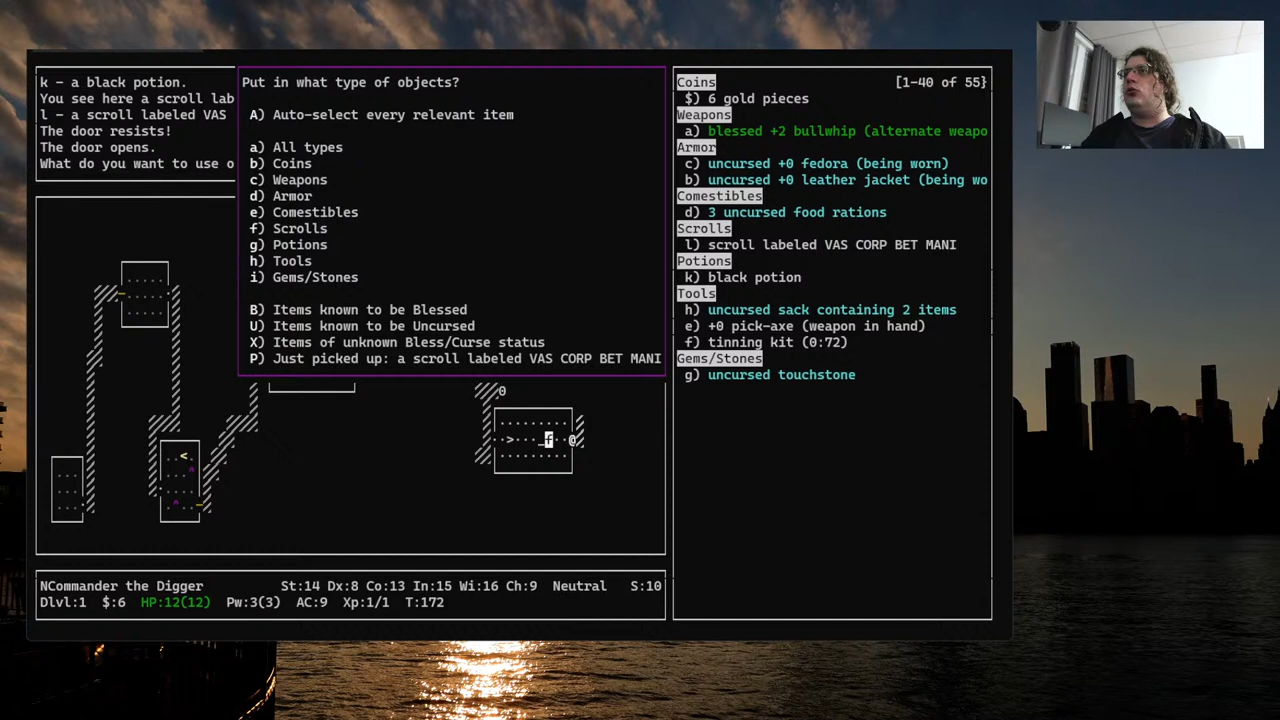 k - a black potion.
You see here a scroll lab
l - a scroll labeled VAS
The door resists!
The door opens.
What do you want to use o
Put in what type of objects?
A) Auto-select every relevant item
a) All types
b) Coins
c) Weapons
d) Armor
e) Comestibles
f) Scrolls
g) Potions
h) Tools
i) Gems/Stones
B) Items known to be Blessed
U) Items known to be Uncursed
X) Items of unknown Bless/Curse status
P) Just picked up: a scroll labeled VAS CORP BET MANI
Coins [1-40 of 55}
$) 6 gold pieces
Weapons
a) blessed +2 bullwhip (alternate weapo
Armor
c) uncursed +0 fedora (being worn)
b) uncursed +0 leather jacket (being wo
Comestibles
d) 3 uncursed food rations
Scrolls
l) scroll labeled VAS CORP BET MANI
Potions
k) black potion
Tools
h) uncursed sack containing 2 items
e) +0 pick-axe (weapon in hand)
f) tinning kit (0:72)
Gems/Stones
g) uncursed touchstone
NCommander the Digger St:14 Dx:8 Co:13 In:15 Wi:16 Ch:9 Neutral S:10
Dlvl:1 $:6 HP:12(12) Pw:3(3) AC:9 Xp:1/1 T:172